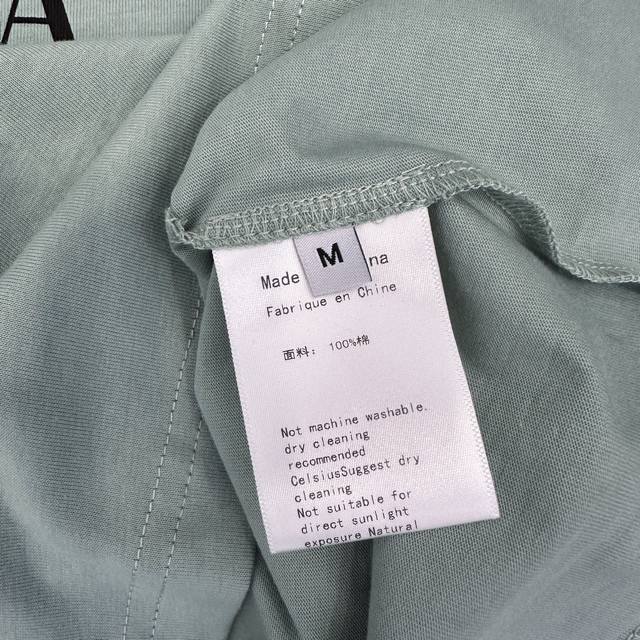 A
M
Made na
Fabrique en Chine
面料: 100%棉
Not machine washable.
dry cleaning
recommended
CelsiusSuggest dry
cleaning
Not suitable for
direct sunlight
exposure Natural